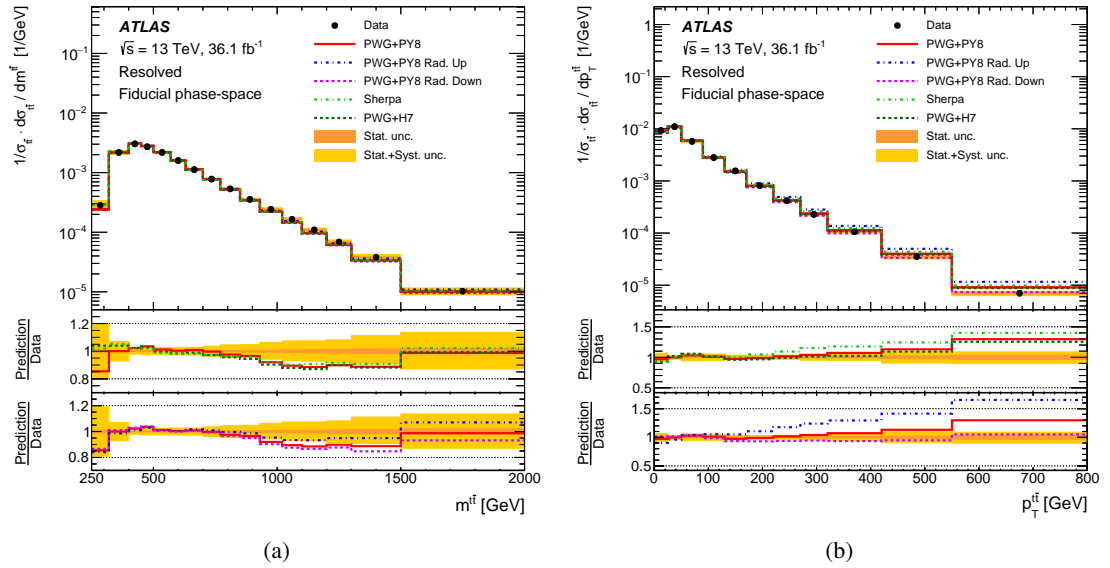 ATLAS
√s = 13 TeV, 36.1 fb⁻¹
Resolved
Fiducial phase-space
Data
PWG+PY8
PWG+PY8 Rad. Up
PWG+PY8 Rad. Down
Sherpa
PWG+H7
Stat. unc.
Stat.+Syst. unc.
1/σ_tt̄ · dσ_tt̄ / dm^tt̄ [1/GeV]
10⁻¹
10⁻²
10⁻³
10⁻⁴
10⁻⁵
Prediction
Data
1.2
1
0.8
Prediction
Data
1.2
1
0.8
250 500 1000 1500 2000
m^tt̄ [GeV]
(a)
ATLAS
√s = 13 TeV, 36.1 fb⁻¹
Resolved
Fiducial phase-space
Data
PWG+PY8
PWG+PY8 Rad. Up
PWG+PY8 Rad. Down
Sherpa
PWG+H7
Stat. unc.
Stat.+Syst. unc.
1/σ_tt̄ · dσ_tt̄ / dp_T^tt̄ [1/GeV]
1
10⁻¹
10⁻²
10⁻³
10⁻⁴
10⁻⁵
Prediction
Data
1.5
1
0.5
Prediction
Data
1.5
1
0.5
0 100 200 300 400 500 600 700 800
p_T^tt̄ [GeV]
(b)